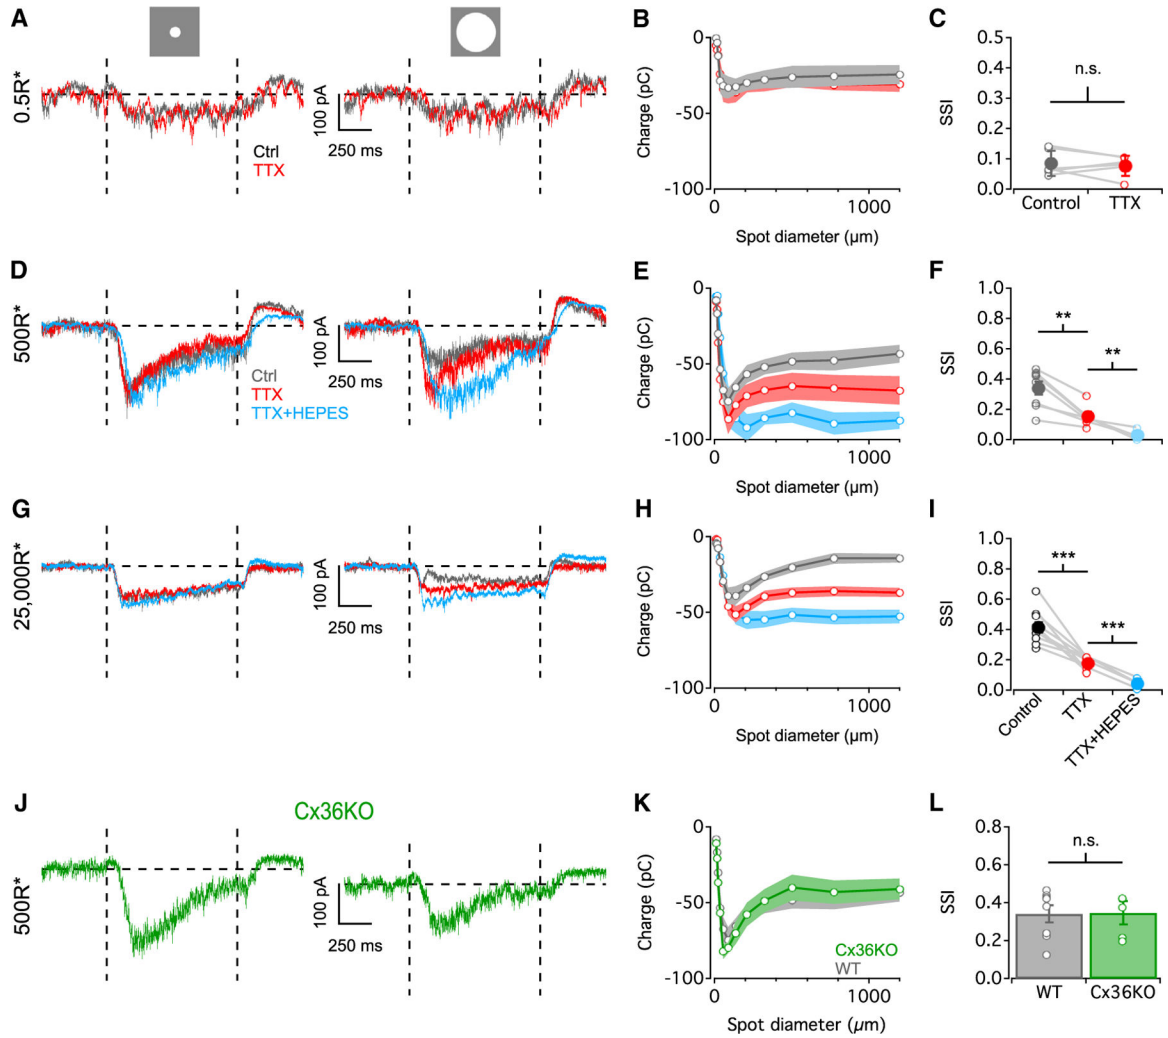 A
0.5R*
Ctrl
TTX
100 pA
250 ms
B
Charge (pC)
0
-50
-100
0
1000
Spot diameter (µm)
C
SSI
0.5
0.4
0.3
0.2
0.1
0.0
n.s.
Control
TTX
D
500R*
Ctrl
TTX
TTX+HEPES
100 pA
250 ms
E
Charge (pC)
0
-50
-100
0
1000
Spot diameter (µm)
F
SSI
1.0
0.8
0.6
0.4
0.2
0.0
**
**
G
25,000R*
100 pA
250 ms
H
Charge (pC)
0
-50
-100
0
1000
Spot diameter (µm)
I
SSI
1.0
0.8
0.6
0.4
0.2
0.0
***
***
Control
TTX
TTX+HEPES
J
Cx36KO
500R*
100 pA
250 ms
K
Charge (pC)
0
-50
-100
Cx36KO
WT
0
1000
Spot diameter (µm)
L
SSI
0.8
0.6
0.4
0.2
0.0
n.s.
WT
Cx36KO